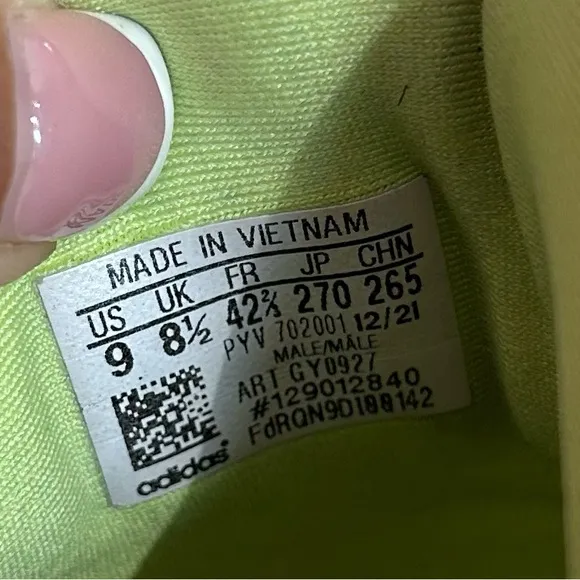 MADE IN VIETNAM
US UK FR JP CHN
9 8½ 42⅔ 270 265
PYV 702001 12/21
MALE/MÂLE
ART GY0927
#129012840
FdRQN9DI00142
adidas